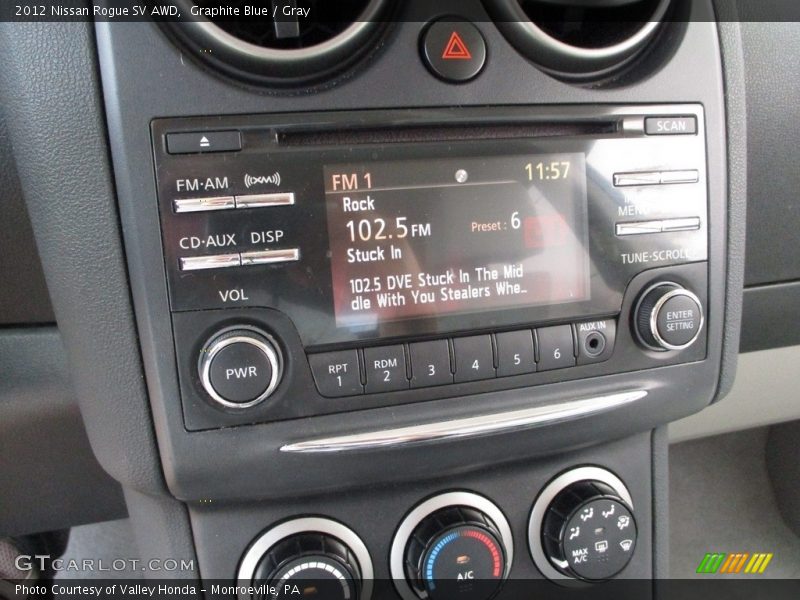 2012 Nissan Rogue SV AWD, Graphite Blue / Gray
SCAN
FM·AM ((XM))
CD·AUX DISP
VOL
PWR
FM 1 11:57
Rock
102.5 FM Preset : 6
Stuck In
102.5 DVE Stuck In The Mid
dle With You Stealers Whe…
MENU
TUNE·SCROLL
ENTER
SETTING
AUX IN
RPT
1
RDM
2
3
4
5
6
A/C
MAX
A/C
GTCARLOT.COM
Photo Courtesy of Valley Honda - Monroeville, PA